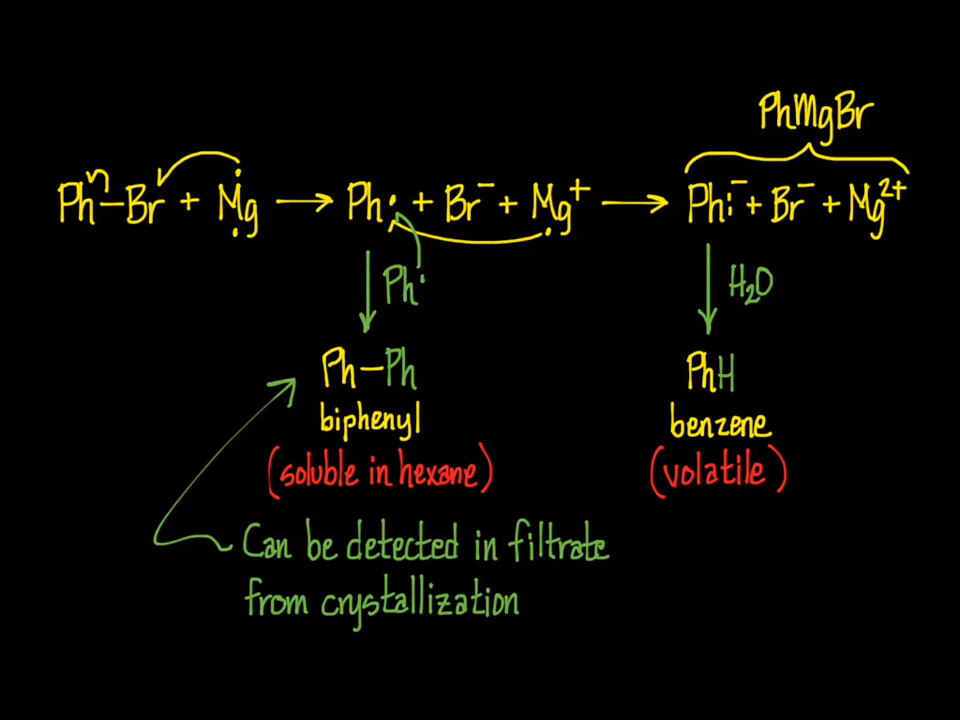 PhMgBr
Ph–Br + Mg ⟶ Ph· + Br⁻ + Mg⁺ ⟶ Ph:⁻ + Br⁻ + Mg²⁺
Ph·
H₂O
Ph–Ph
PhH
biphenyl
benzene
(soluble in hexane)
(volatile)
Can be detected in filtrate
from crystallization